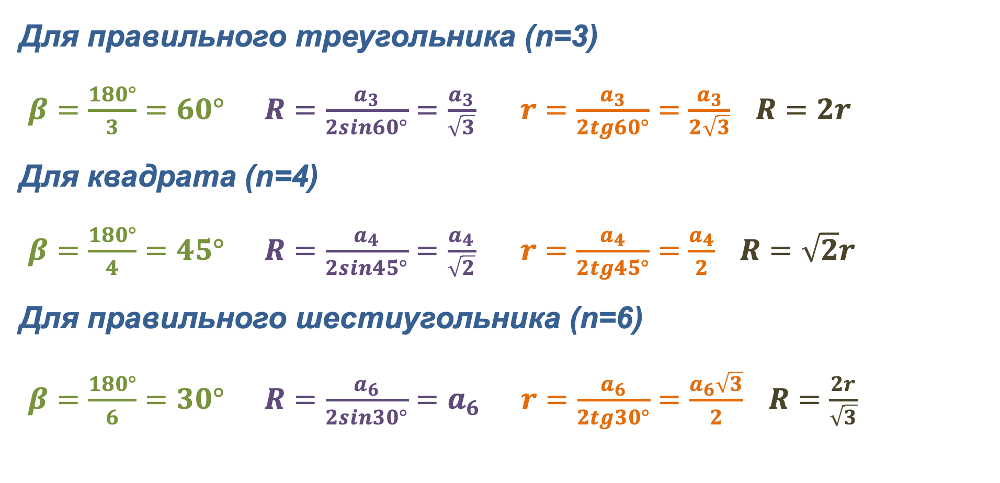 Для правильного треугольника (n=3)
β = 180°/3 = 60° R = a₃/2sin60° = a₃/√3 r = a₃/2tg60° = a₃/2√3 R = 2r
Для квадрата (n=4)
β = 180°/4 = 45° R = a₄/2sin45° = a₄/√2 r = a₄/2tg45° = a₄/2 R = √2r
Для правильного шестиугольника (n=6)
β = 180°/6 = 30° R = a₆/2sin30° = a₆ r = a₆/2tg30° = a₆√3/2 R = 2r/√3